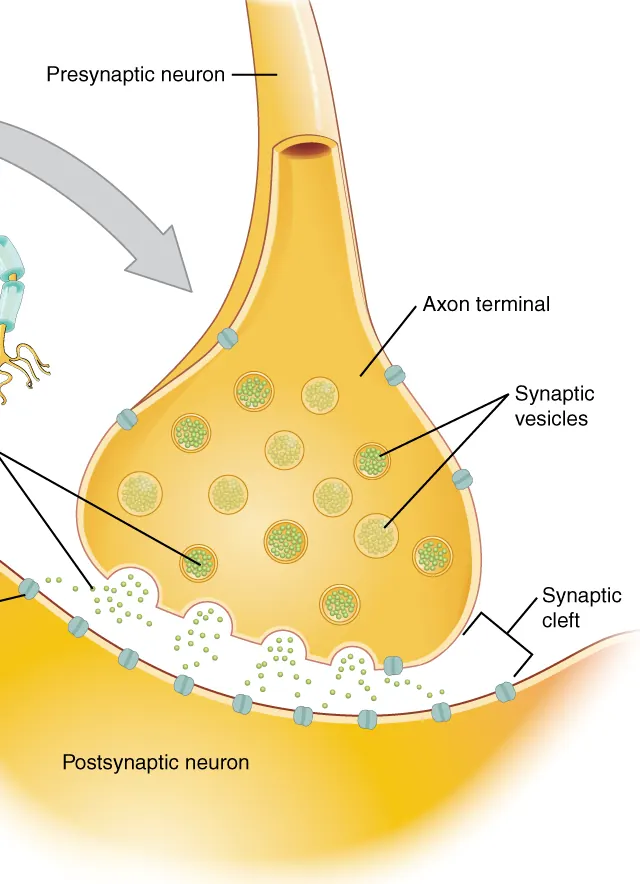 Presynaptic neuron
Axon terminal
Synaptic
vesicles
Synaptic
cleft
Postsynaptic neuron